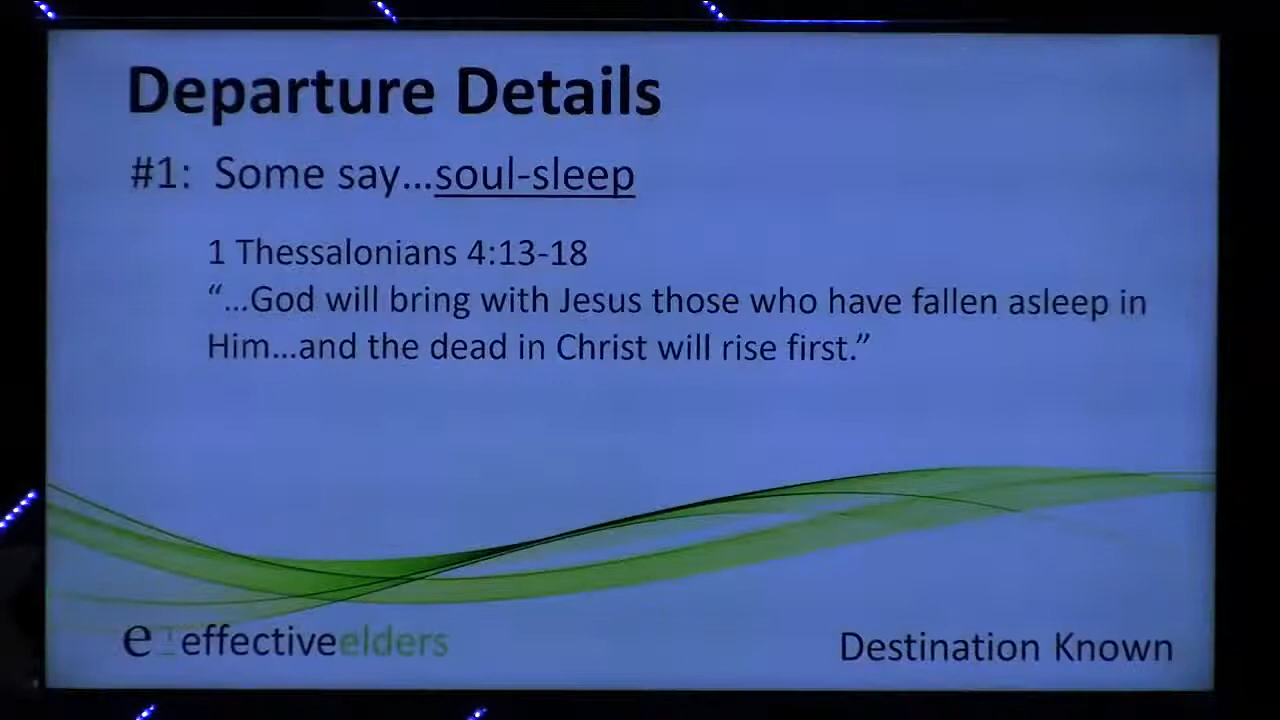 Departure Details
#1: Some say...soul-sleep
1 Thessalonians 4:13-18
“...God will bring with Jesus those who have fallen asleep in
Him...and the dead in Christ will rise first.”
e effectiveelders
Destination Known